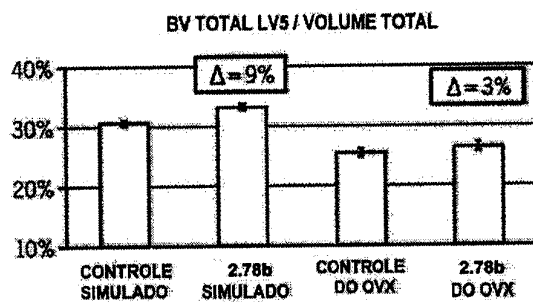 BV TOTAL LV5 / VOLUME TOTAL
40%
Δ=9%
Δ=3%
30%
20%
10%
CONTROLE SIMULADO
2.78b SIMULADO
CONTROLE DO OVX
2.78b DO OVX